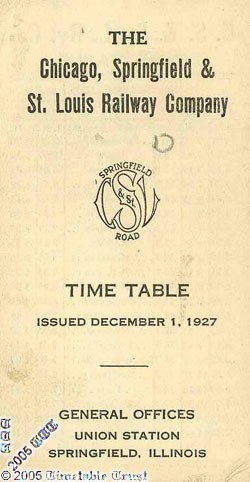 THE
Chicago, Springfield &
St. Louis Railway Company
SPRINGFIELD
& St.
ROAD
TIME TABLE
ISSUED DECEMBER 1, 1927
GENERAL OFFICES
UNION STATION
SPRINGFIELD, ILLINOIS
© 2005
© 2005 Timetable Trust